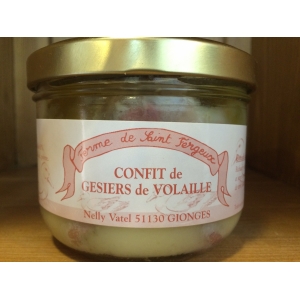 Ferme de Saint Fergeux
CONFIT de
GESIERS de VOLAILLE
Nelly Vatel 51130 GIONGES